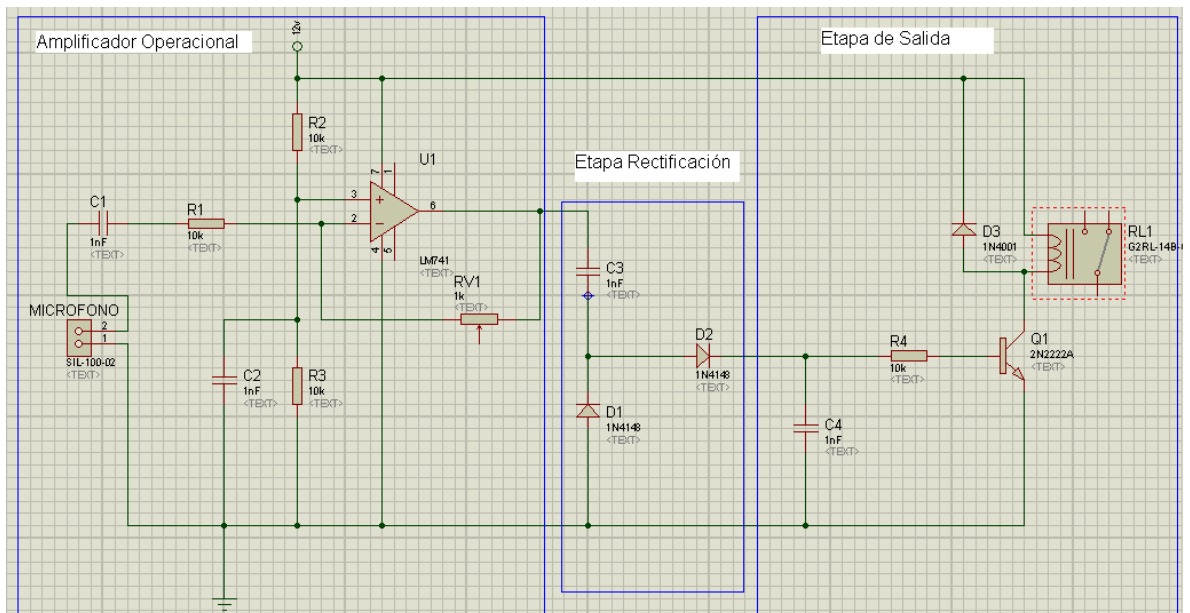 12v
Amplificador Operacional
Etapa de Salida
R2
10k
<TEXT>
U1
7
1
3
2
6
4
5
LM741
<TEXT>
Etapa Rectificación
C1
1nF
<TEXT>
R1
10k
<TEXT>
D3
1N4001
<TEXT>
RL1
G2RL-14B-
<TEXT>
C3
1nF
<TEXT>
RV1
1k
<TEXT>
MICROFONO
2
1
SIL-100-02
<TEXT>
C2
1nF
<TEXT>
R3
10k
<TEXT>
D2
1N4148
<TEXT>
R4
10k
<TEXT>
Q1
2N2222A
<TEXT>
D1
1N4148
<TEXT>
C4
1nF
<TEXT>